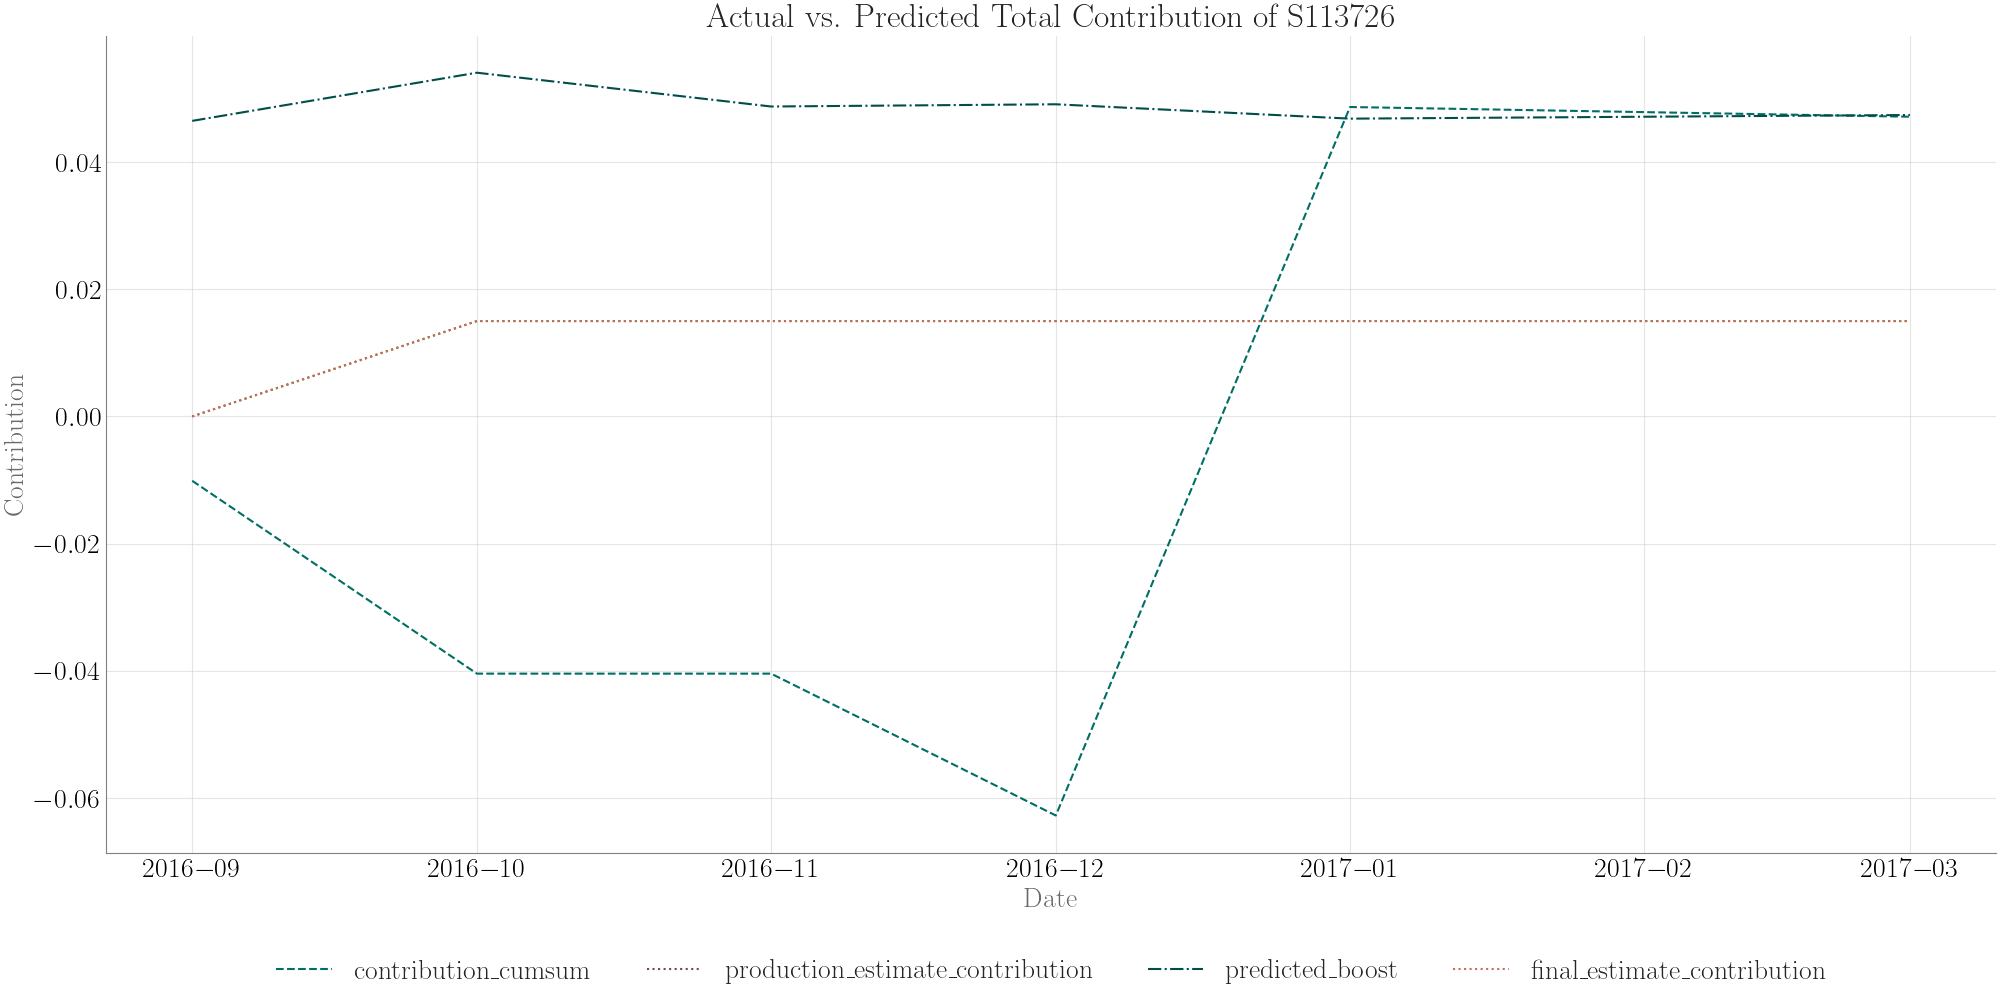 Actual vs. Predicted Total Contribution of S113726
Contribution
0.04
0.02
0.00
−0.02
−0.04
−0.06
2016−09 2016−10 2016−11 2016−12 2017−01 2017−02 2017−03
Date
contribution_cumsum production_estimate_contribution predicted_boost final_estimate_contribution